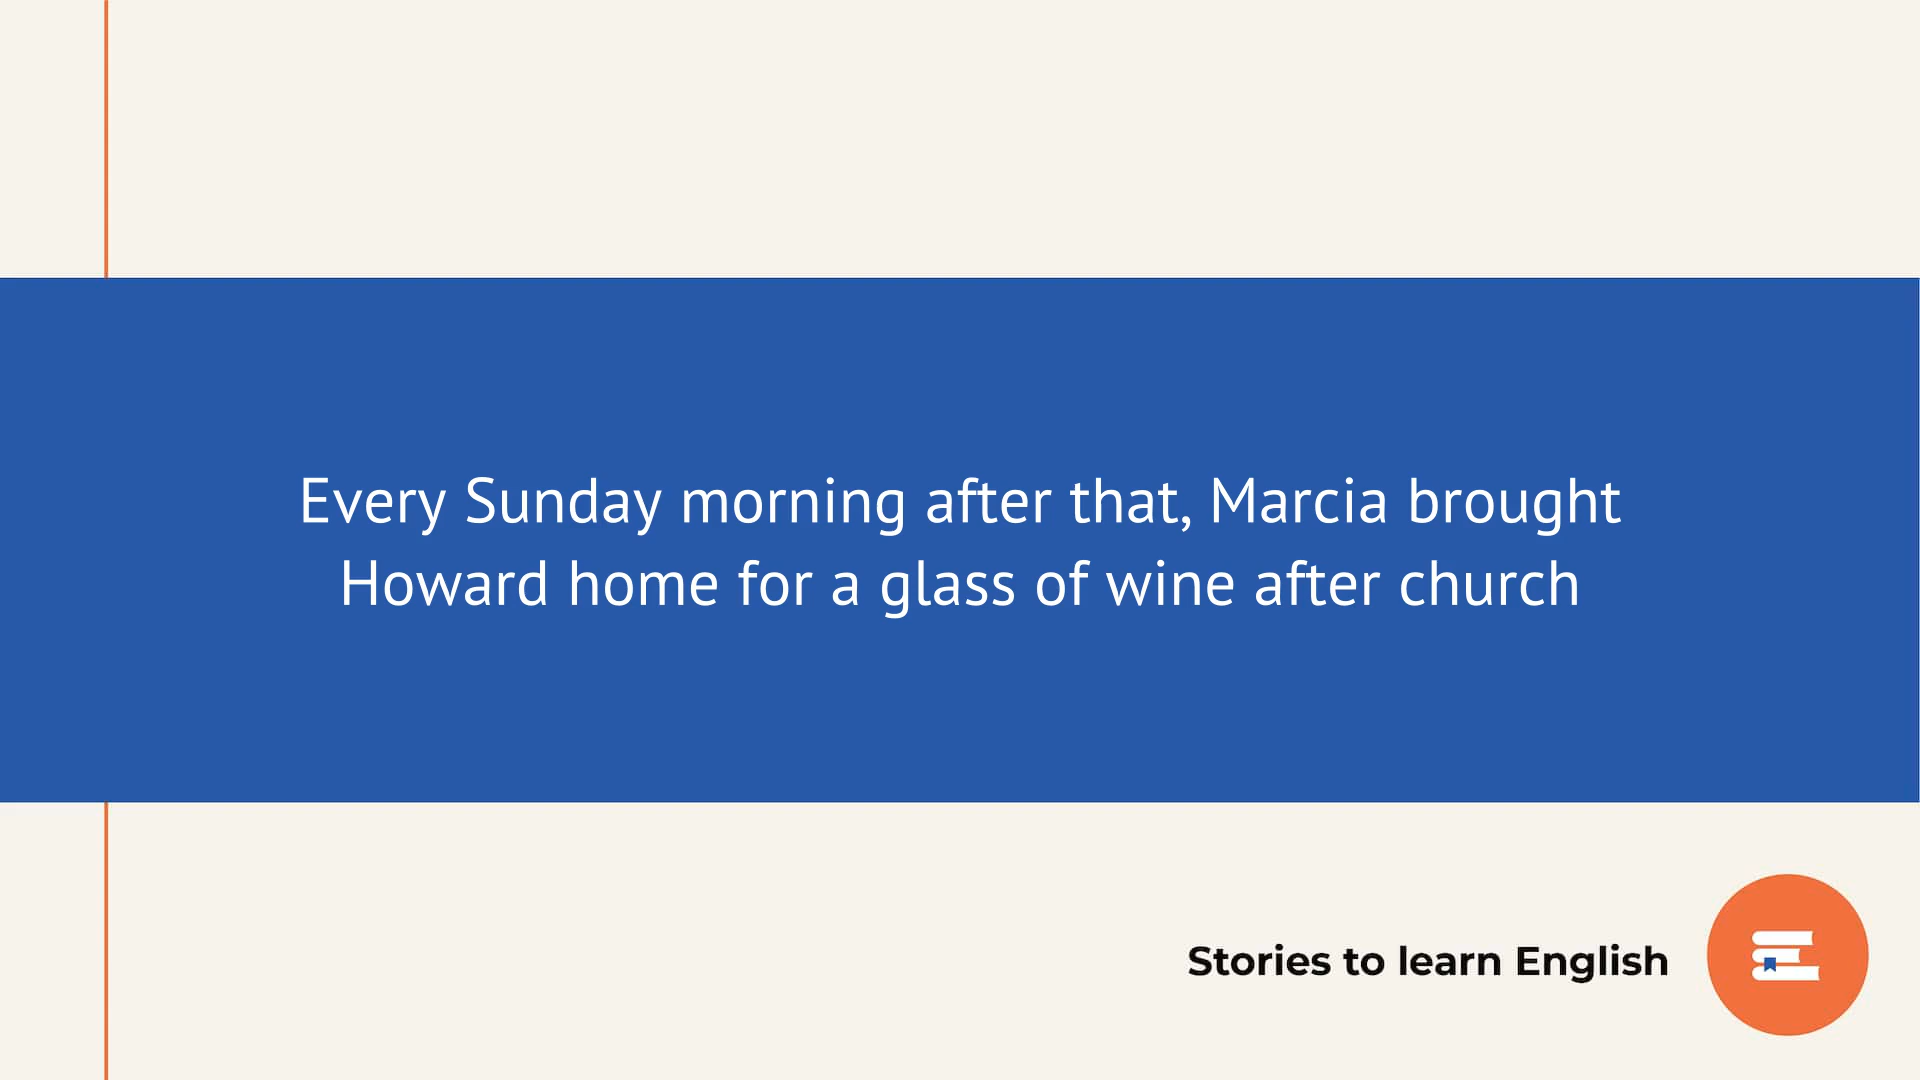 Every Sunday morning after that, Marcia brought
Howard home for a glass of wine after church
Stories to learn English